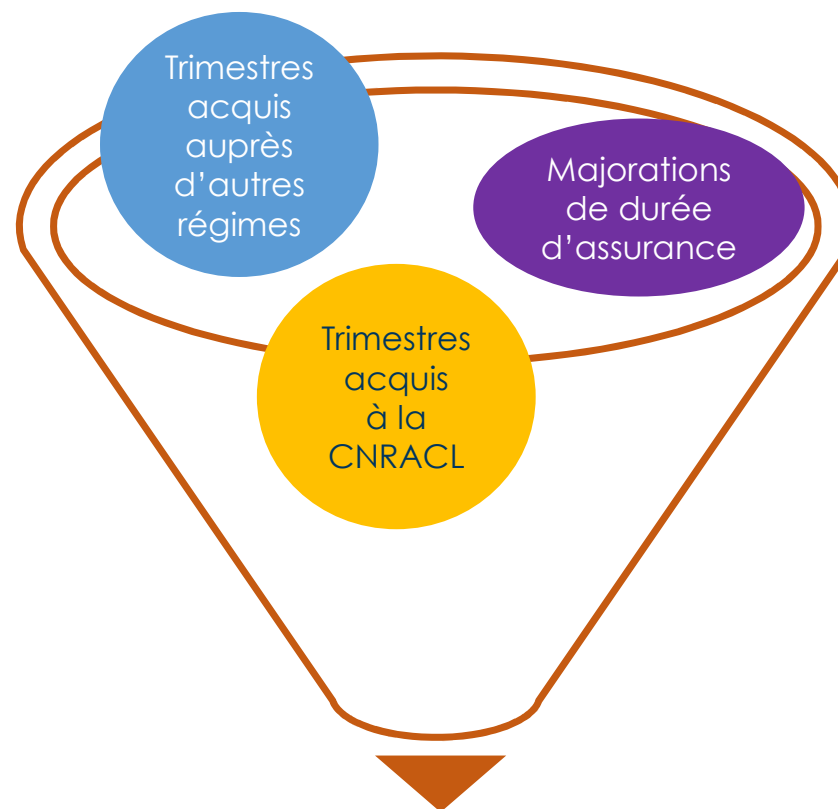 Trimestres
acquis
auprès
d’autres
régimes
Majorations
de durée
d’assurance
Trimestres
acquis
à la
CNRACL